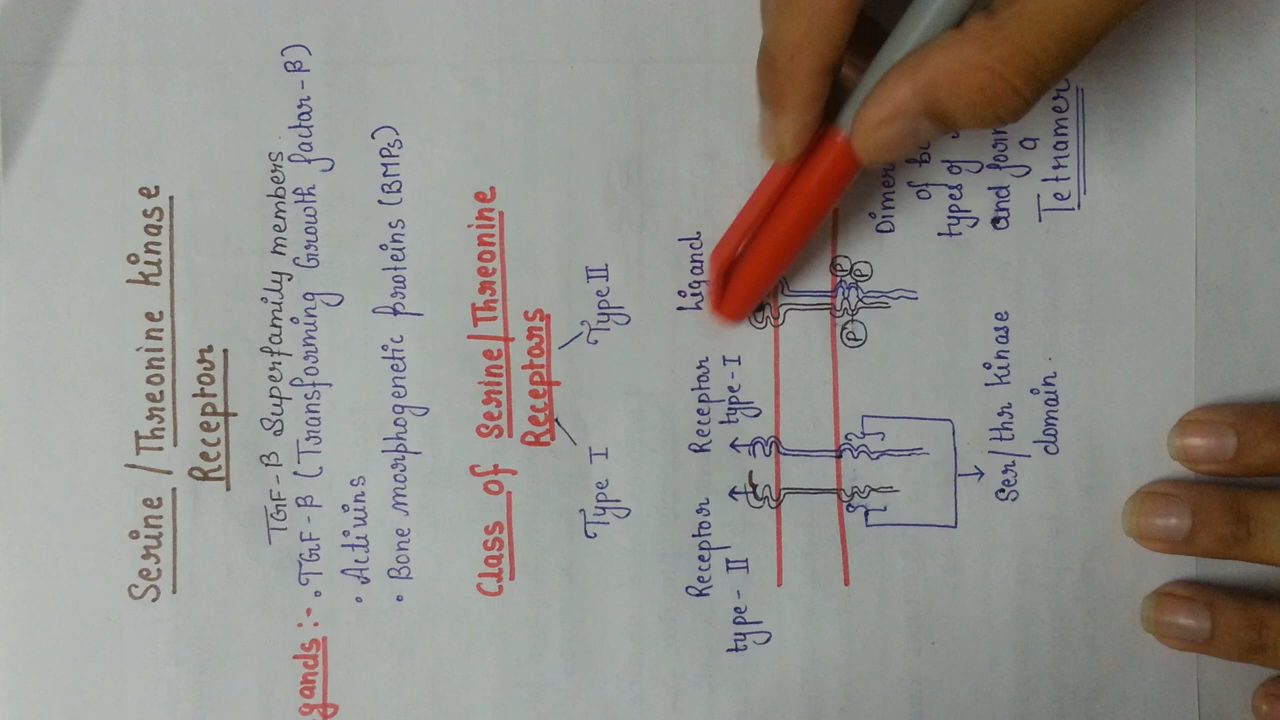 Serine/Threonine kinase
Receptor
TGF-B Superfamily members
gands:- • TGF-B (Transforming Growth factor-B)
• Activins
• Bone morphogenetic proteins (BMPs)
Class of Serine/Threonine
Receptors
Type I Type II
Receptor Receptor Ligand
type-II type-I
P P P
Ser/thr kinase
domain
Dimer
of
types of
and
a
Tetramer